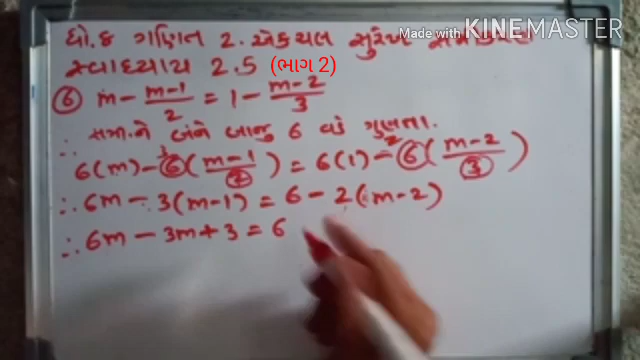 Made with KINEMASTER
ધો.૪ ગણિત 2. એકચલ સુરેખ
સ્વાધ્યાય 2.5 (ભાગ 2)
⑥ m - m-1/2 = 1 - m-2/3
∴ સમી.ને બંને બાજુ 6 વડે ગુણતા.
6(m) - 6(m-1/2) = 6(1) - 6(m-2/3)
∴ 6m - 3(m-1) = 6 - 2(m-2)
∴ 6m - 3m + 3 = 6